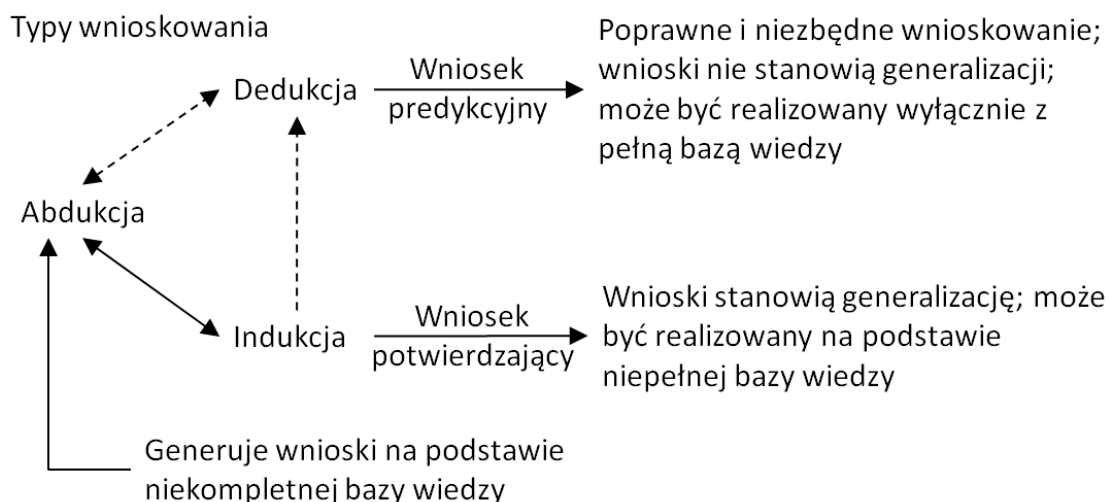 Typy wnioskowania
Dedukcja
Wniosek
predykcyjny
Poprawne i niezbędne wnioskowanie;
wnioski nie stanowią generalizacji;
może być realizowany wyłącznie z
pełną bazą wiedzy
Abdukcja
Indukcja
Wniosek
potwierdzający
Wnioski stanowią generalizację; może
być realizowany na podstawie
niepełnej bazy wiedzy
Generuje wnioski na podstawie
niekompletnej bazy wiedzy